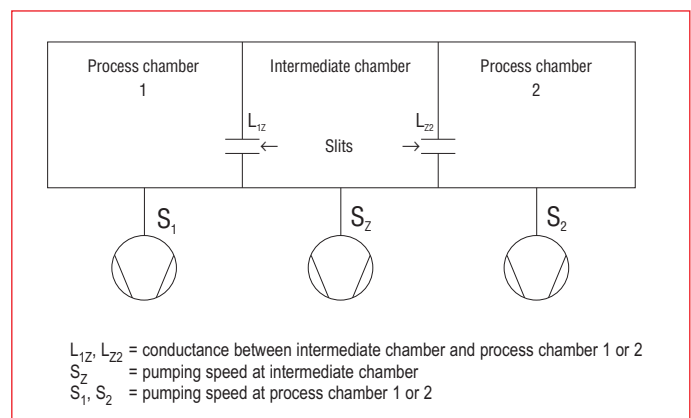 Process chamber Intermediate chamber Process chamber
1 2
L1Z LZ2
Slits
S1 SZ S2
L1Z, LZ2 = conductance between intermediate chamber and process chamber 1 or 2
SZ = pumping speed at intermediate chamber
S1, S2 = pumping speed at process chamber 1 or 2